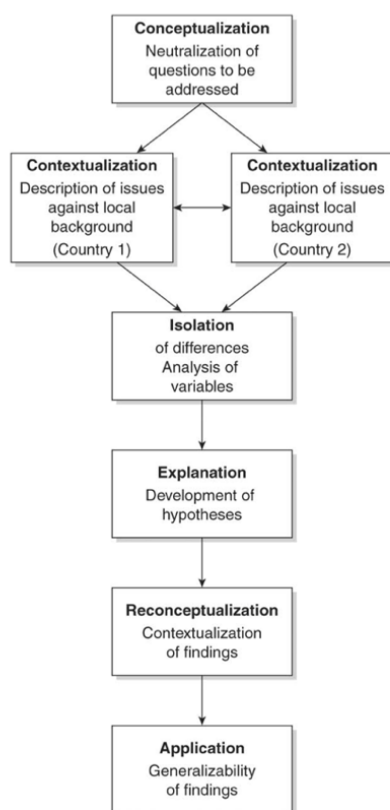 Conceptualization
Neutralization of
questions to be
addressed
Contextualization
Description of issues
against local
background
(Country 1)
Contextualization
Description of issues
against local
background
(Country 2)
Isolation
of differences
Analysis of
variables
Explanation
Development of
hypotheses
Reconceptualization
Contextualization
of findings
Application
Generalizability
of findings